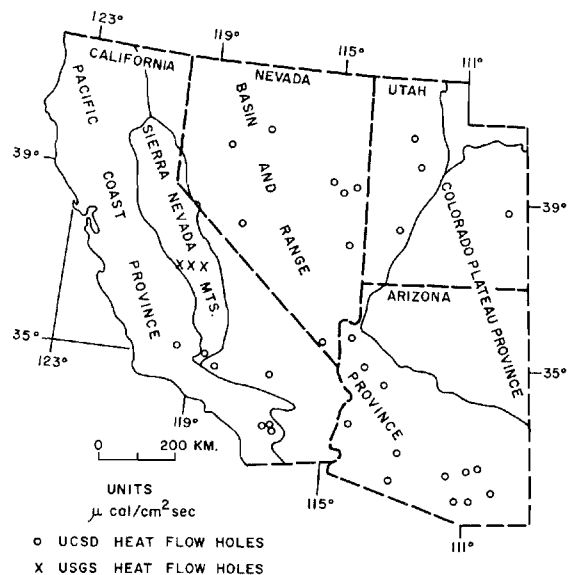 123°
119°
115°
111°
CALIFORNIA
NEVADA
UTAH
PACIFIC
COAST
PROVINCE
SIERRA NEVADA
MTS.
XXX
BASIN
AND
RANGE
PROVINCE
COLORADO PLATEAU PROVINCE
ARIZONA
39°
39°
35°
35°
123°
119°
115°
111°
0 200 KM.
UNITS
μ cal/cm²sec
o UCSD HEAT FLOW HOLES
X USGS HEAT FLOW HOLES